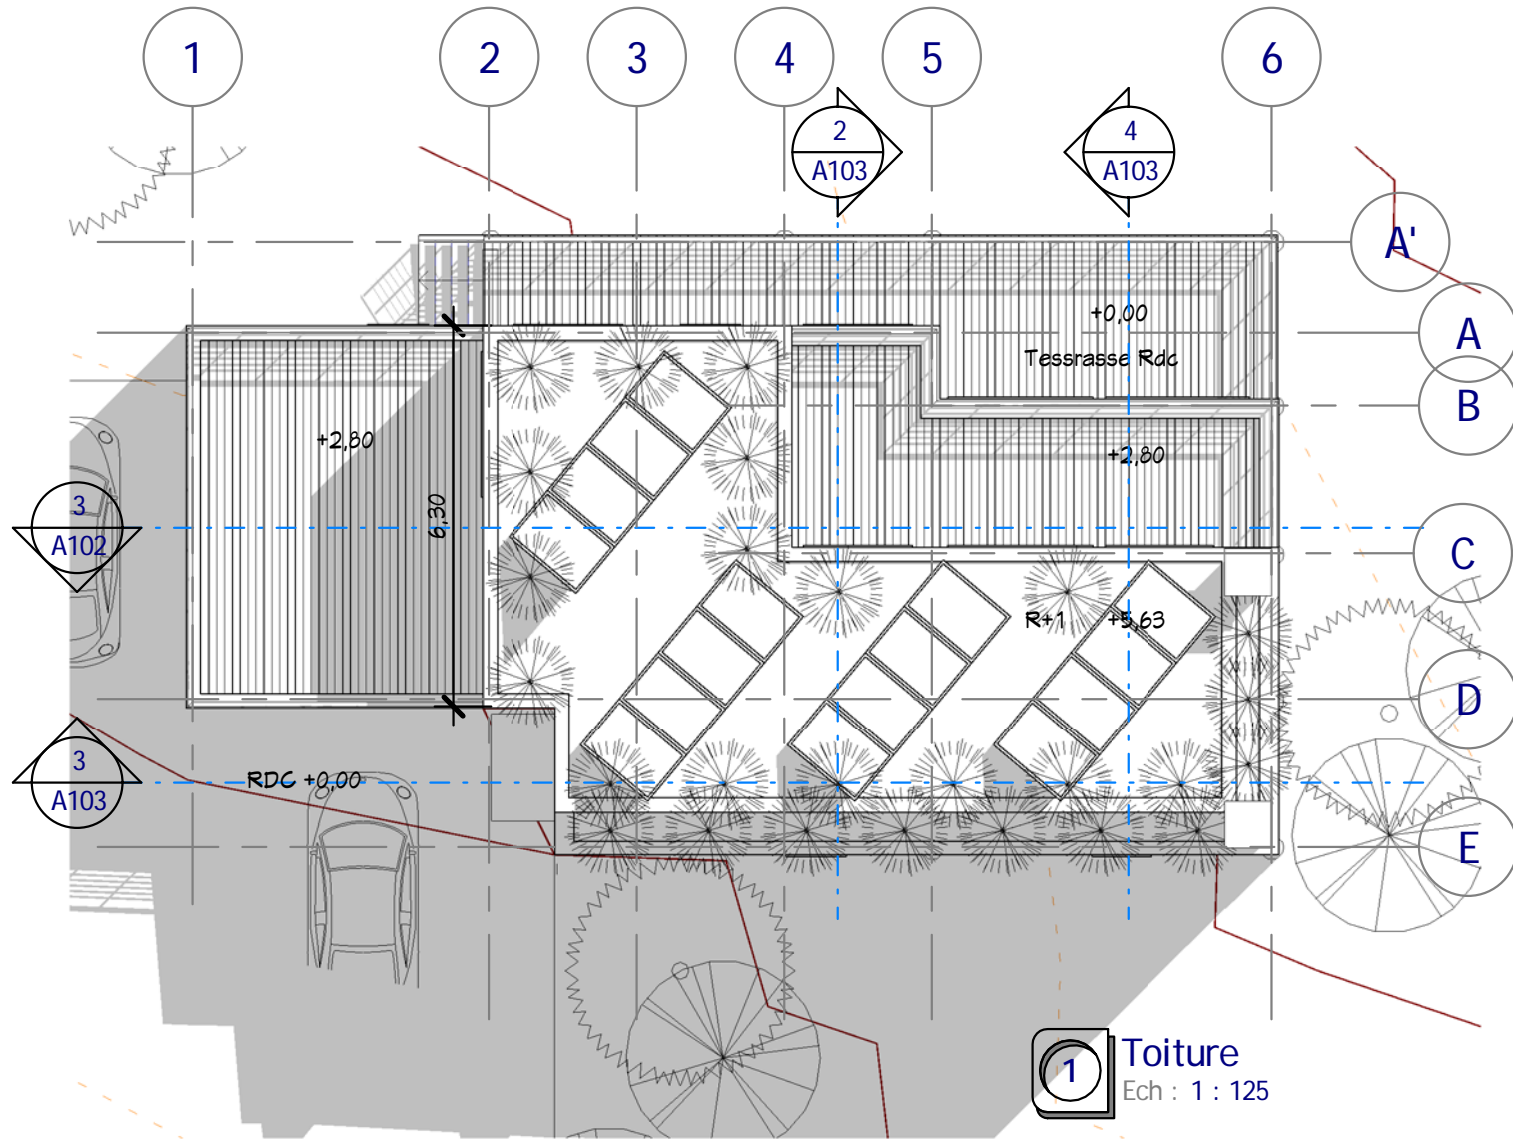 1 2 3 4 5 6
2
A103
4
A103
A'
A
B
C
D
E
+0,00
Tessrasse Rdc
+2,80
+2,80
6,30
3
A102
R+1 +5,63
3
A103
RDC +0,00
1
Toiture
Ech : 1 : 125